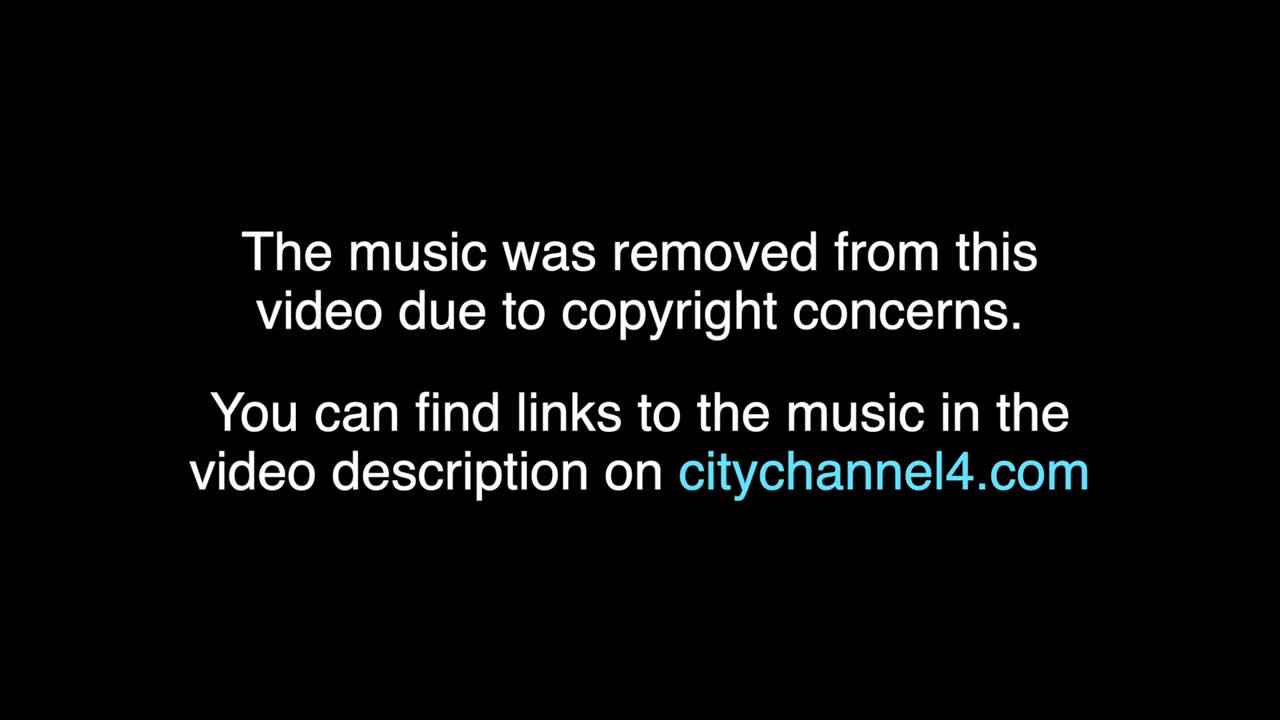 The music was removed from this
video due to copyright concerns.
You can find links to the music in the
video description on citychannel4.com